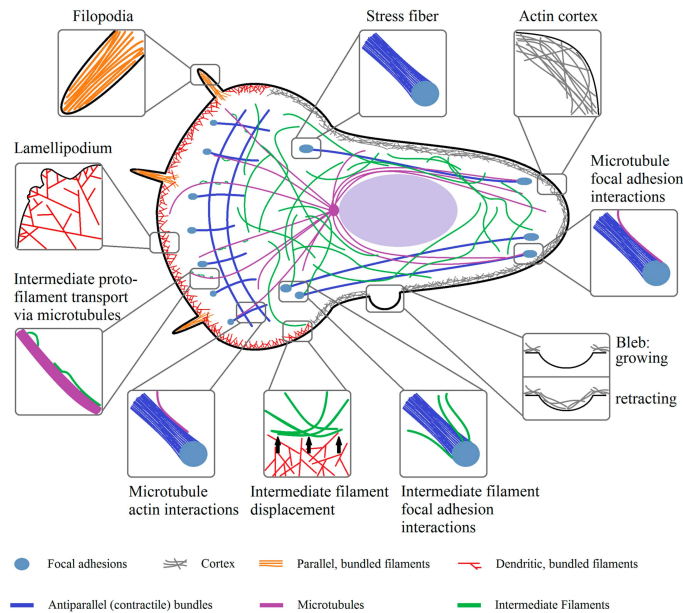 Filopodia
Stress fiber
Actin cortex
Lamellipodium
Microtubule
focal adhesion
interactions
Intermediate proto-
filament transport
via microtubules
Bleb:
growing
retracting
Microtubule
actin interactions
Intermediate filament
displacement
Intermediate filament
focal adhesion
interactions
Focal adhesions
Cortex
Parallel, bundled filaments
Dendritic, bundled filaments
Antiparallel (contractile) bundles
Microtubules
Intermediate Filaments